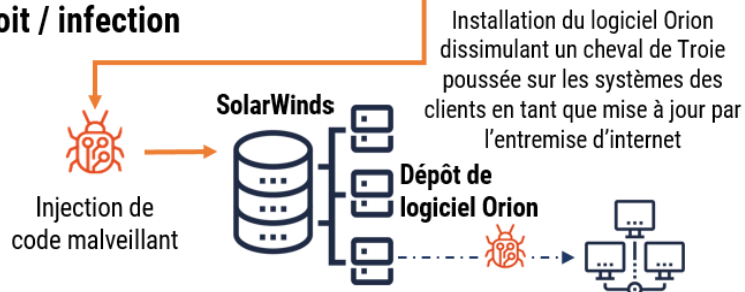 oit / infection
Installation du logiciel Orion
dissimulant un cheval de Troie
poussée sur les systèmes des
clients en tant que mise à jour par
l'entremise d'internet
SolarWinds
Injection de
code malveillant
Dépôt de
logiciel Orion